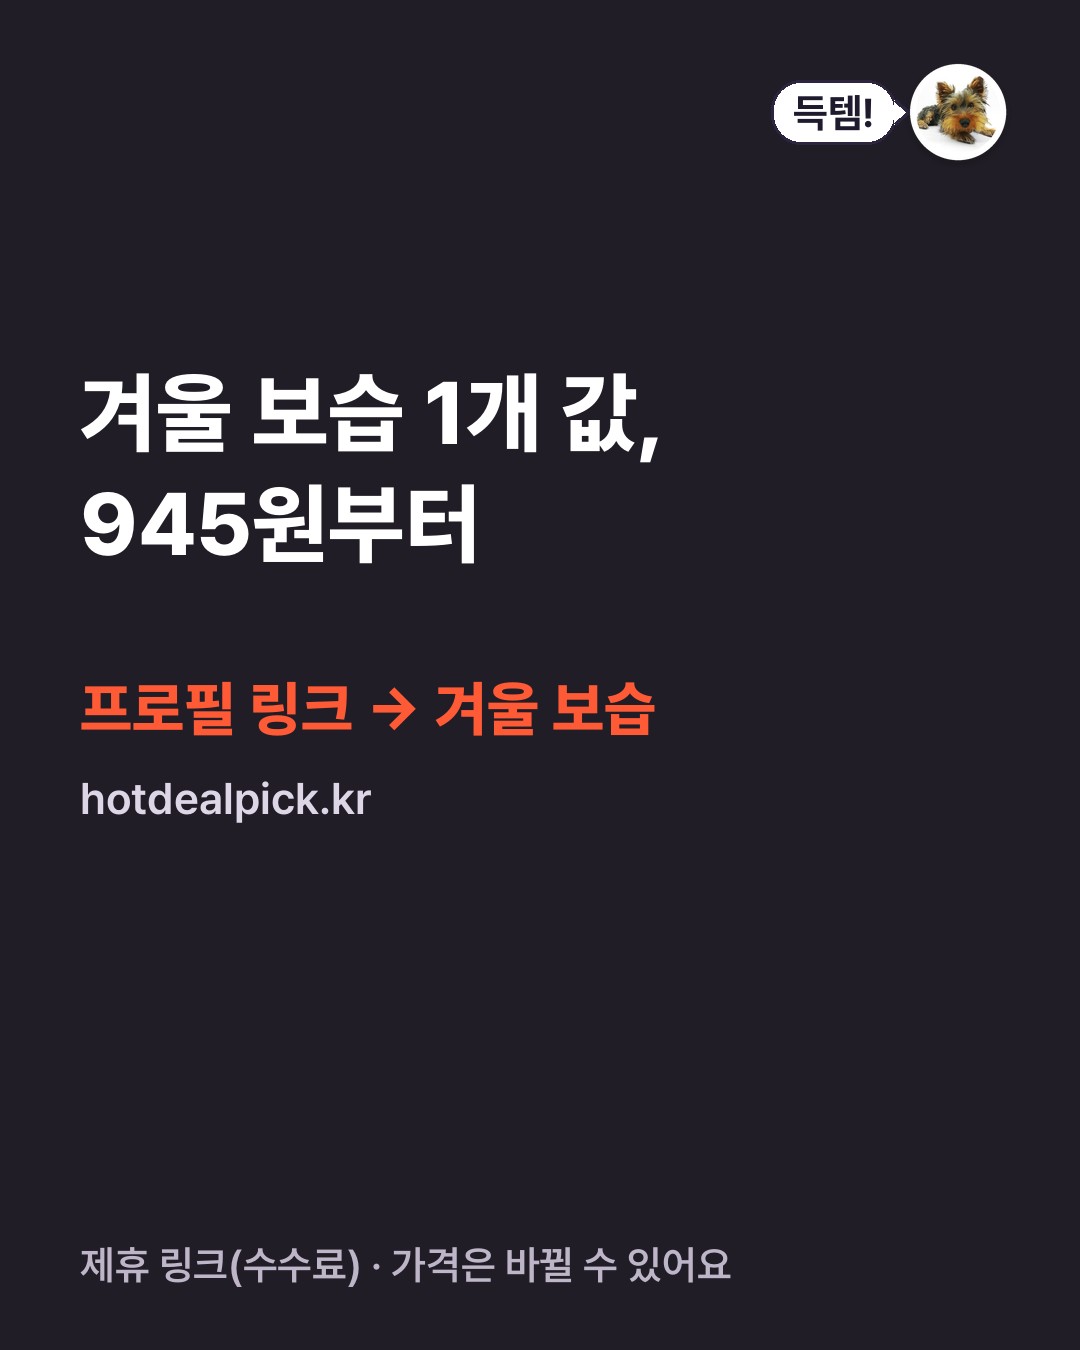 득템!
겨울 보습 1개 값,
945원부터
프로필 링크 → 겨울 보습
hotdealpick.kr
제휴 링크(수수료) · 가격은 바뀔 수 있어요